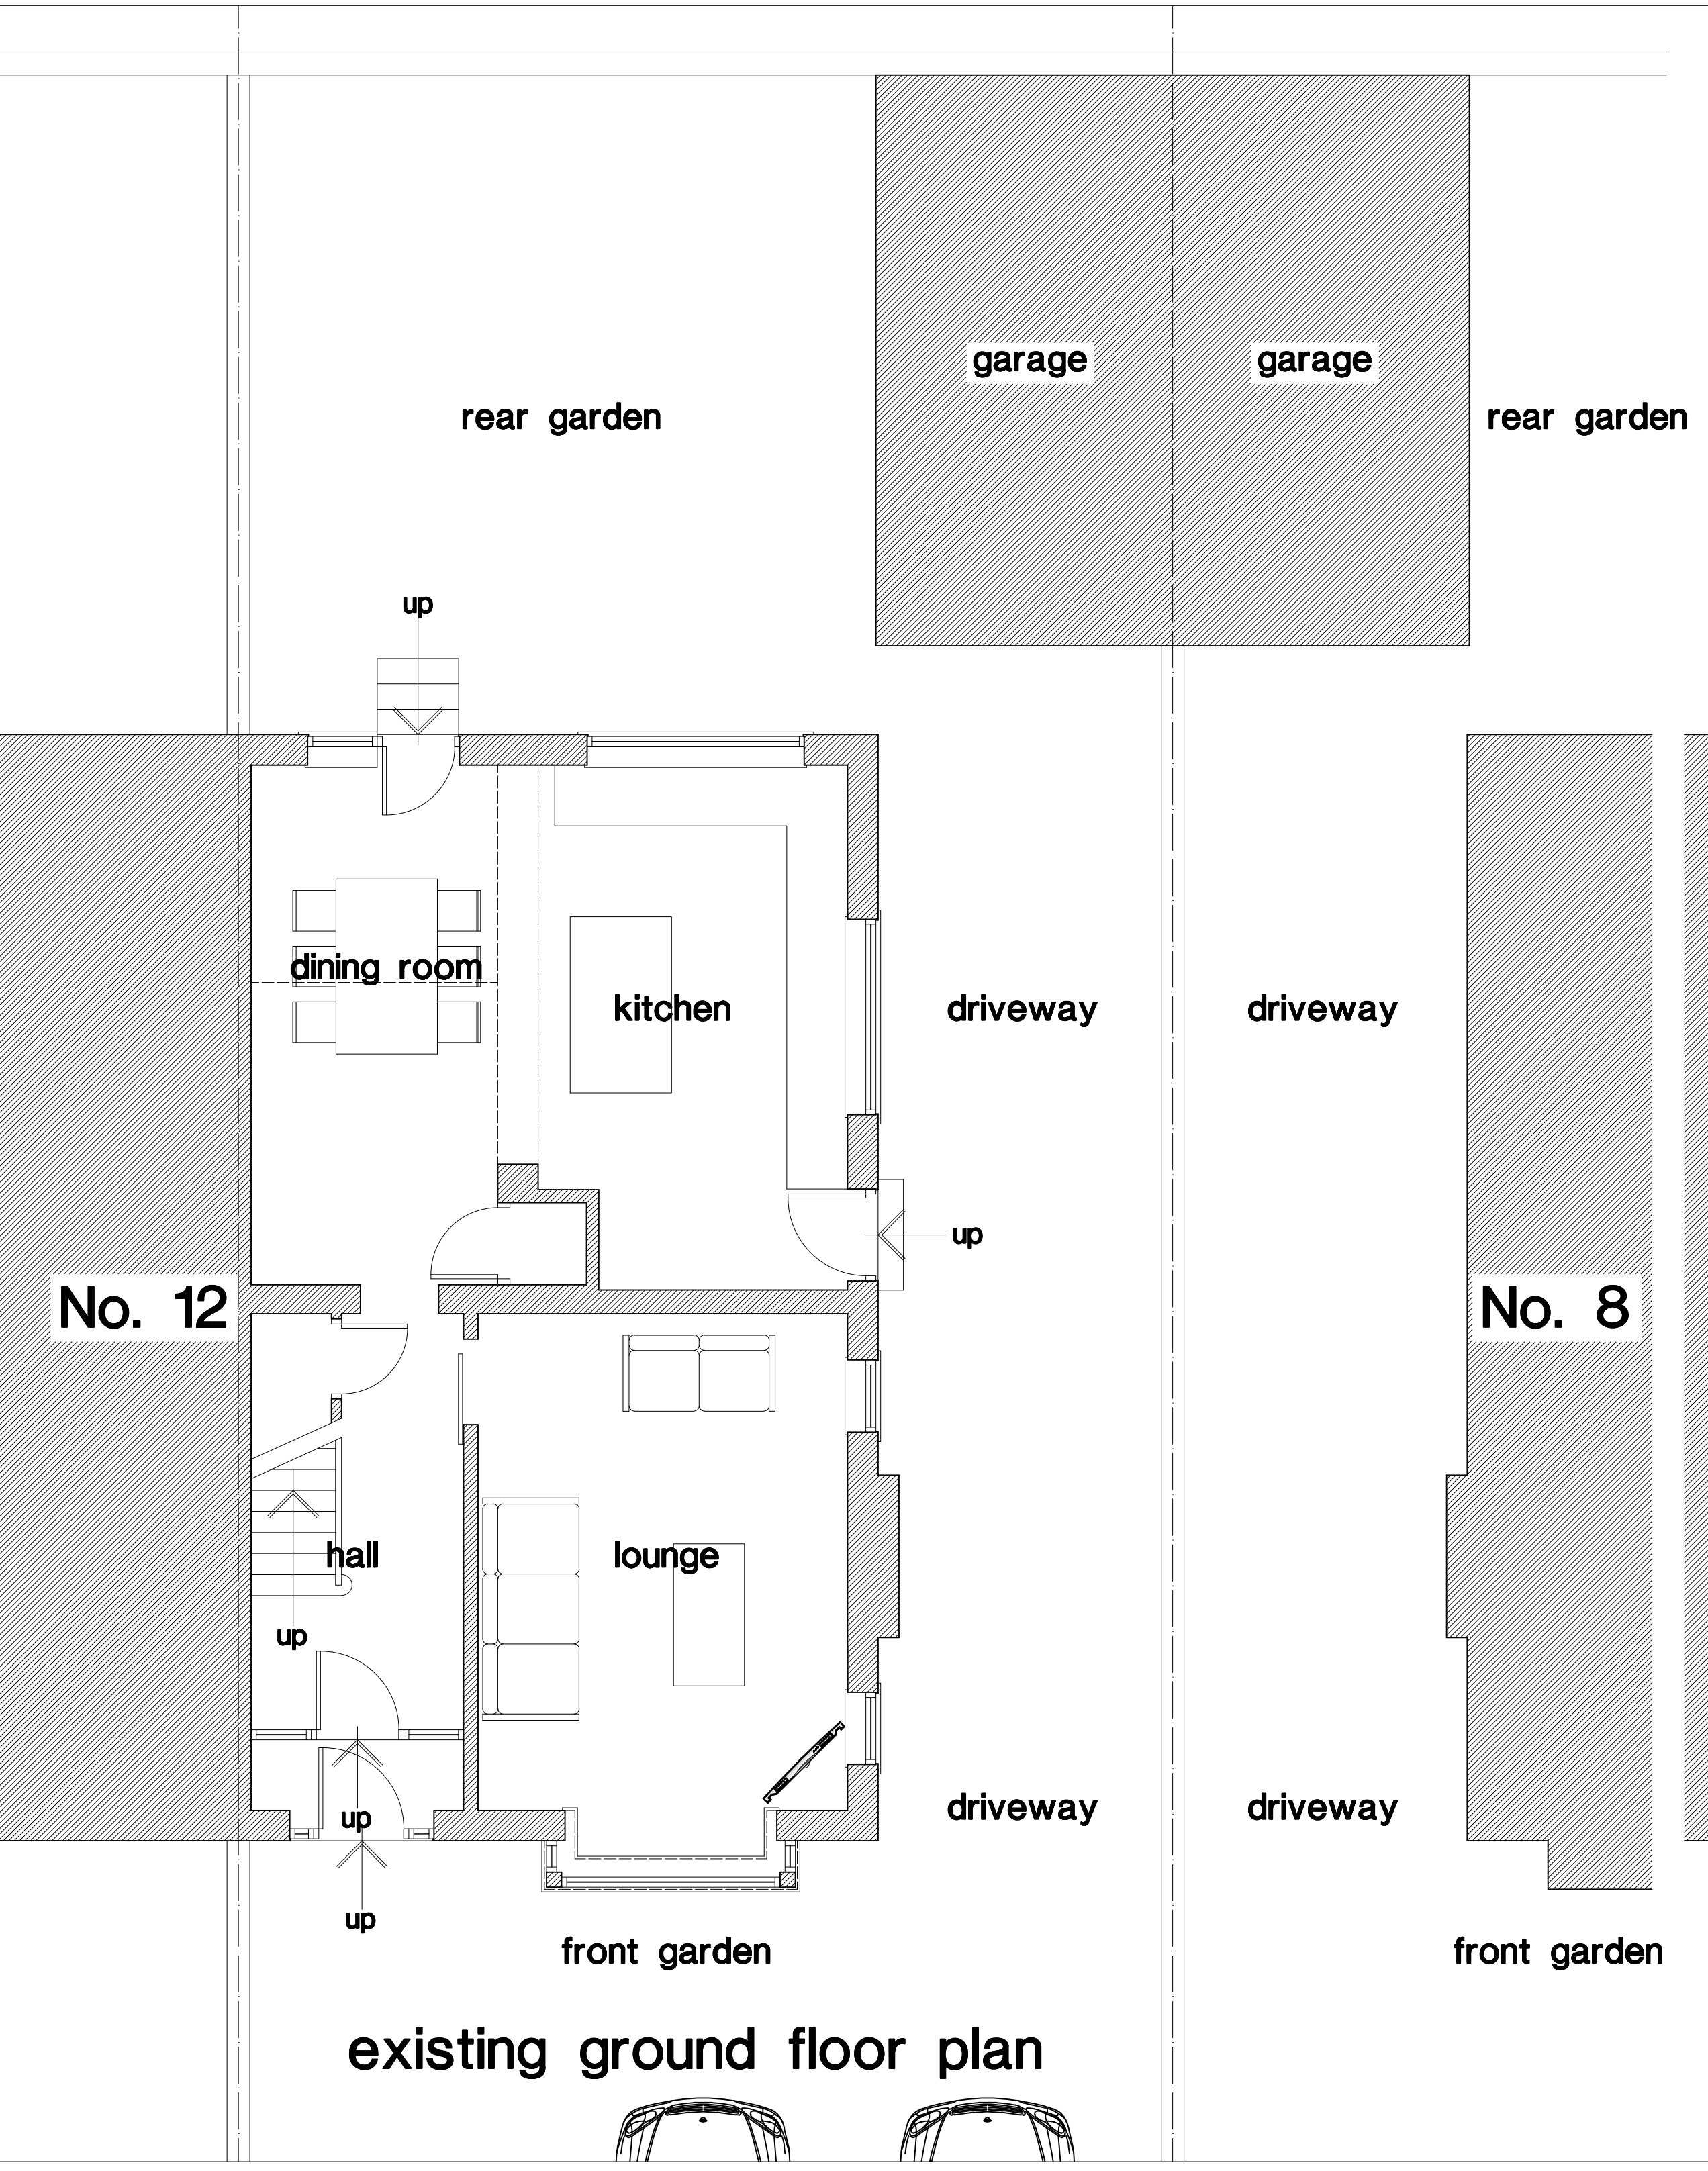 garage garage
rear garden rear garden
up
dining room
kitchen driveway driveway
up
No. 12 No. 8
hall lounge
up
driveway driveway
up
up
front garden front garden
existing ground floor plan